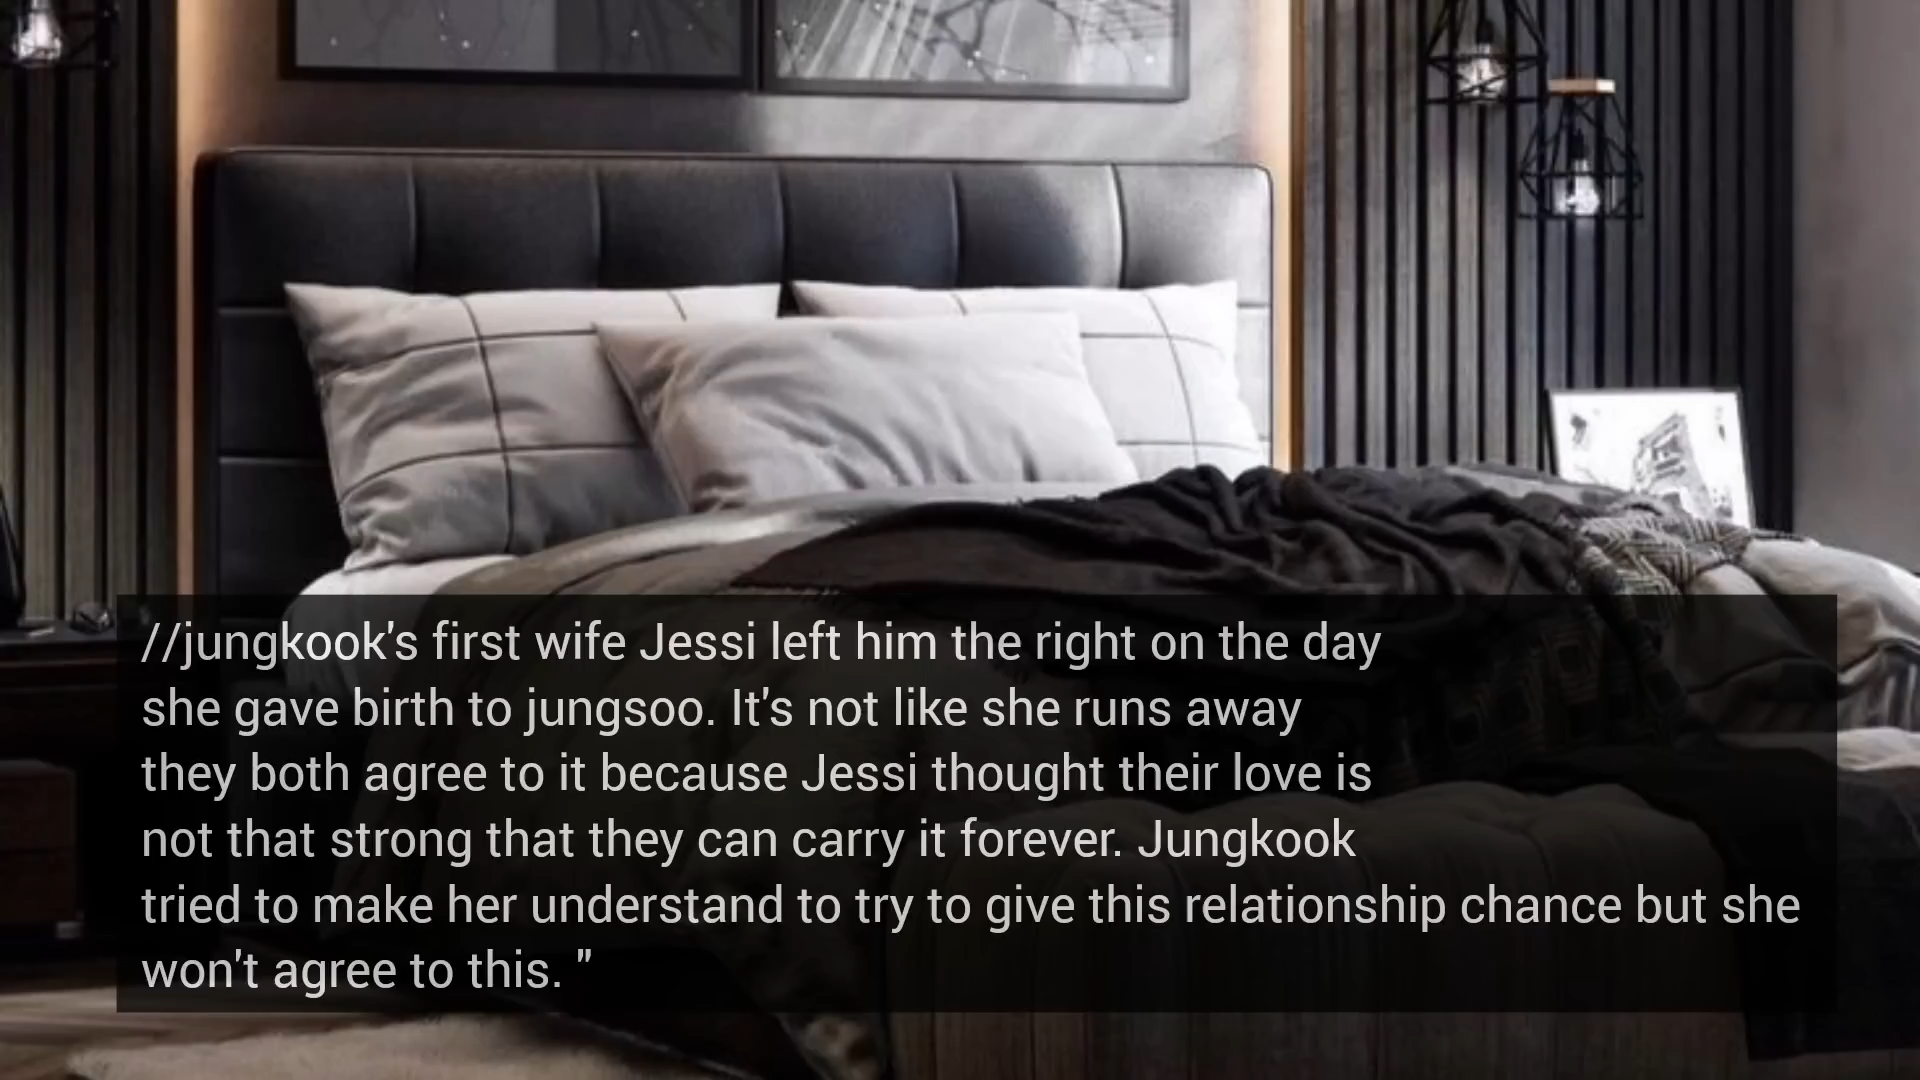 //jungkook's first wife Jessi left him the right on the day
she gave birth to jungsoo. It's not like she runs away
they both agree to it because Jessi thought their love is
not that strong that they can carry it forever. Jungkook
tried to make her understand to try to give this relationship chance but she
won't agree to this. "